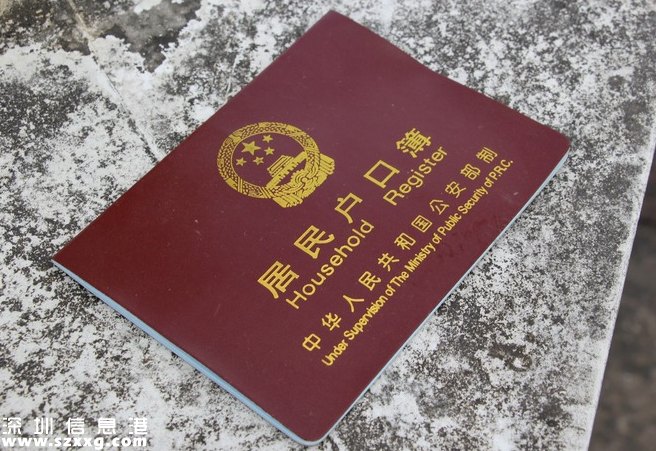 居民户口簿
Household Register
中华人民共和国公安部制
Under Supervision of The Ministry of Public Security of P.R.C.
深圳信息港
www.szxxg.com